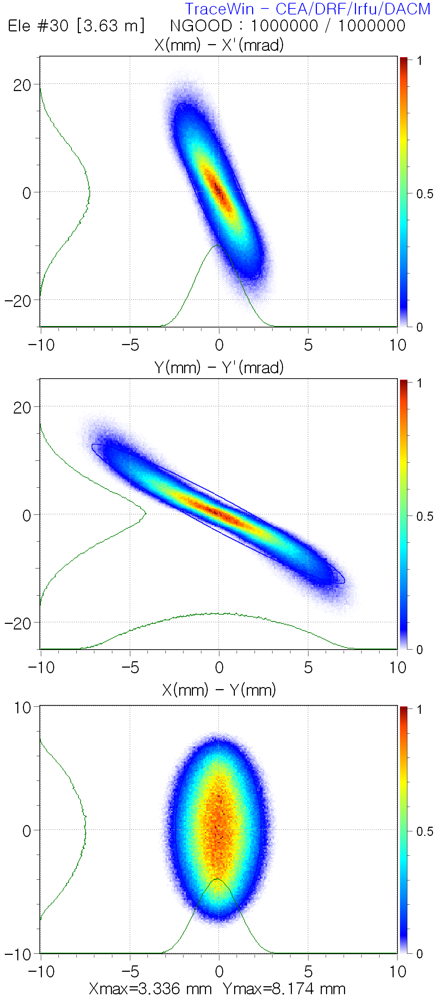 TraceWin - CEA/DRF/Irfu/DACM
Ele #30 [3.63 m] NGOOD : 1000000 / 1000000
X(mm) - X'(mrad)
20
0
-20
-10 -5 0 5 10
1
0.5
0
Y(mm) - Y'(mrad)
20
0
-20
-10 -5 0 5 10
1
0.5
0
X(mm) - Y(mm)
10
0
-10
-10 -5 0 5 10
1
0.5
0
Xmax=3.336 mm Ymax=8.174 mm